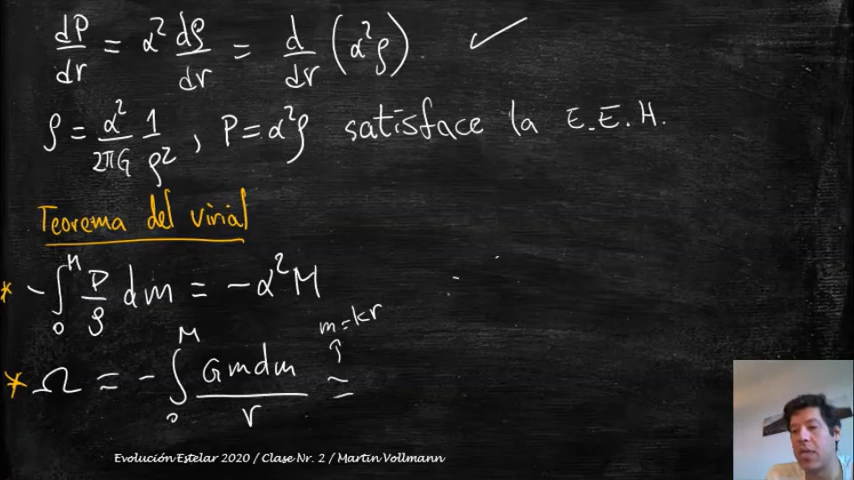 dP/dr = α² dρ/dr = d/dr (α²ρ). ✓
ρ = α²/2πG 1/ρ² , P = α²ρ satisface la E.E.H.
Teorema del virial
* -∫₀ᴹ P/ρ dm = -α²M
m = kr
* Ω = -∫₀ᴹ Gmdm/r =
Evolución Estelar 2020 / Clase Nr. 2 / Martin Vollmann